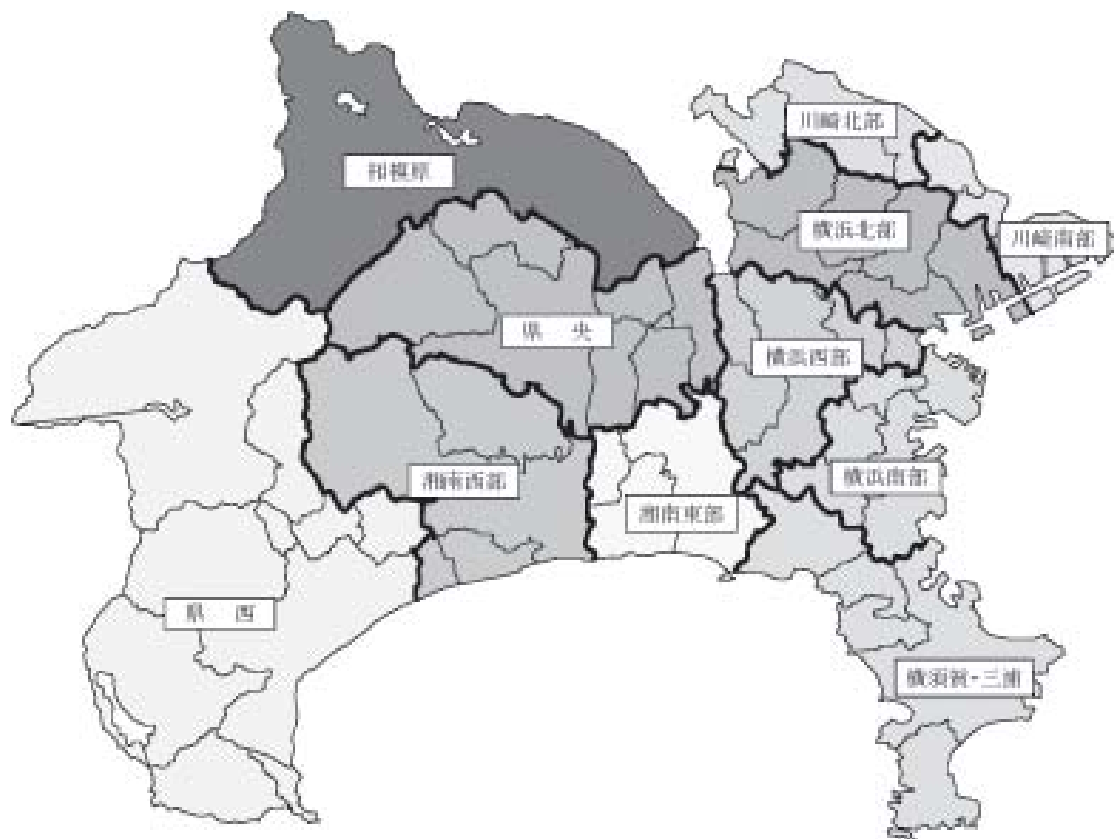 川崎北部
相模原
横浜北部
川崎南部
県 央
横浜西部
湘南西部
横浜南部
湘南東部
県 西
横須賀・三浦